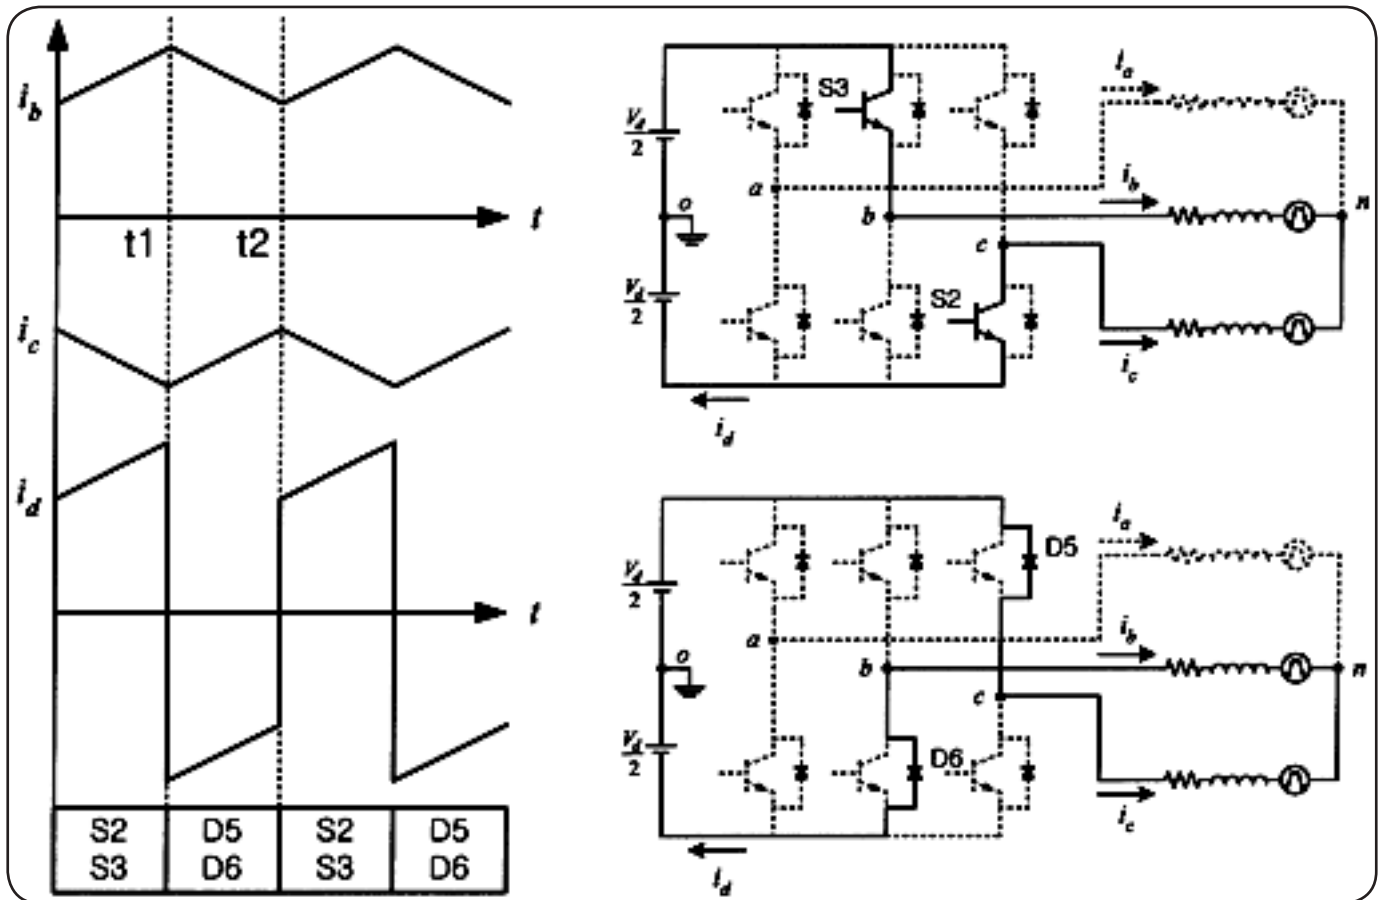 i_b
t
t1
t2
i_c
i_d
t
S2 D5 S2 D5
S3 D6 S3 D6
S3
V_d/2
i_a
a
o
b
i_b
n
c
V_d/2
S2
i_c
i_d
D5
V_d/2
i_a
a
o
b
i_b
n
c
V_d/2
D6
i_c
i_d